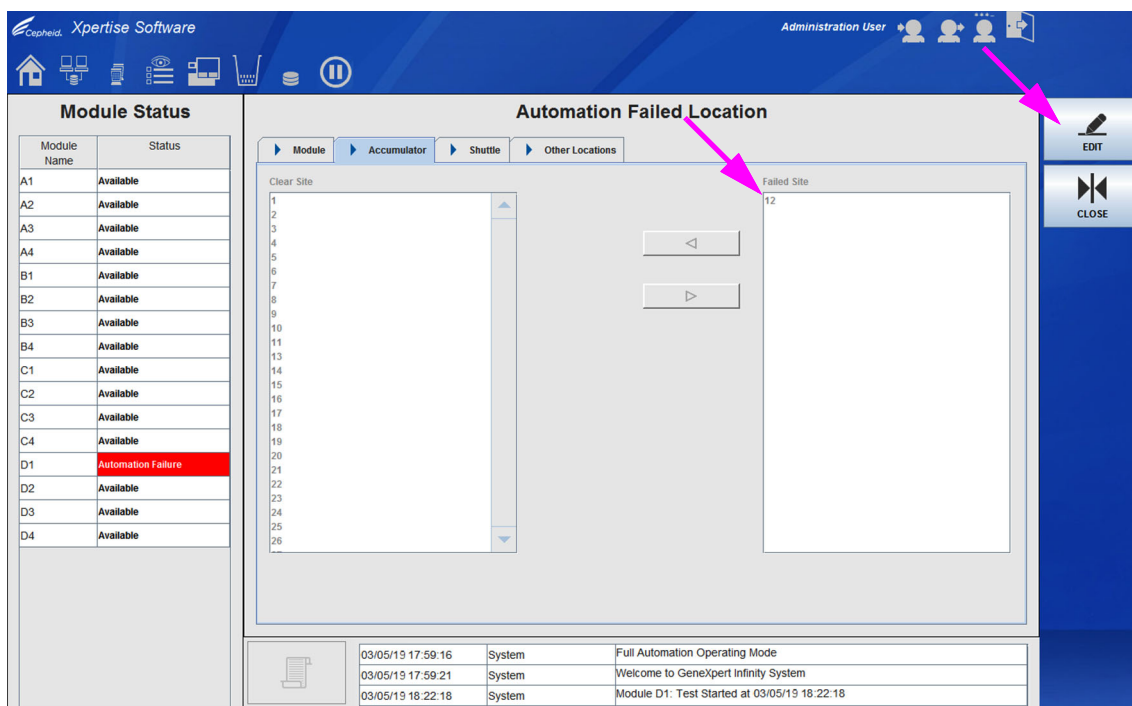 Cepheid. Xpertise Software
Administration User
Module Status
Module Name Status
A1 Available
A2 Available
A3 Available
A4 Available
B1 Available
B2 Available
B3 Available
B4 Available
C1 Available
C2 Available
C3 Available
C4 Available
D1 Automation Failure
D2 Available
D3 Available
D4 Available
Automation Failed Location
Module Accumulator Shuttle Other Locations
Clear Site
1
2
3
4
5
6
7
8
9
10
11
13
14
15
16
17
18
19
20
21
22
23
24
25
26
Failed Site
12
EDIT
CLOSE
03/05/19 17:59:16 System Full Automation Operating Mode
03/05/19 17:59:21 System Welcome to GeneXpert Infinity System
03/05/19 18:22:18 System Module D1: Test Started at 03/05/19 18:22:18